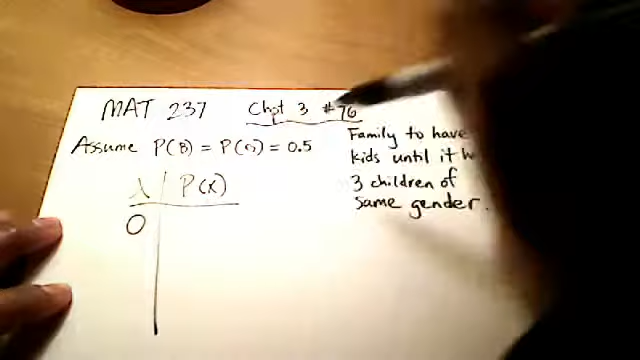 MAT 237 Chpt 3 #76
Assume P(B) = P(G) = 0.5
Family to have
kids until it
3 children of
same gender.
x P(x)
0